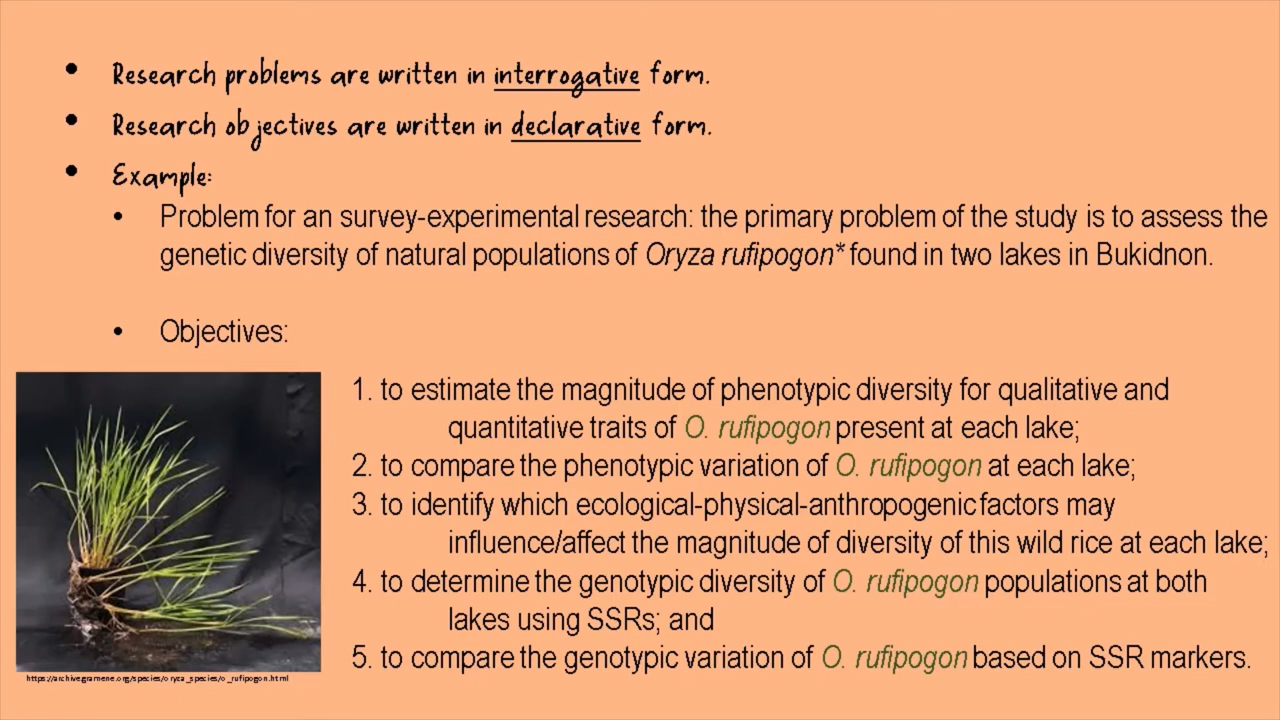 • Research problems are written in interrogative form.
• Research objectives are written in declarative form.
• Example:
• Problem for an survey-experimental research: the primary problem of the study is to assess the
genetic diversity of natural populations of Oryza rufipogon* found in two lakes in Bukidnon.
• Objectives:
1. to estimate the magnitude of phenotypic diversity for qualitative and
quantitative traits of O. rufipogon present at each lake;
2. to compare the phenotypic variation of O. rufipogon at each lake;
3. to identify which ecological-physical-anthropogenic factors may
influence/affect the magnitude of diversity of this wild rice at each lake;
4. to determine the genotypic diversity of O. rufipogon populations at both
lakes using SSRs; and
5. to compare the genotypic variation of O. rufipogon based on SSR markers.
https://archive.gramene.org/species/oryza_species/o_rufipogon.html